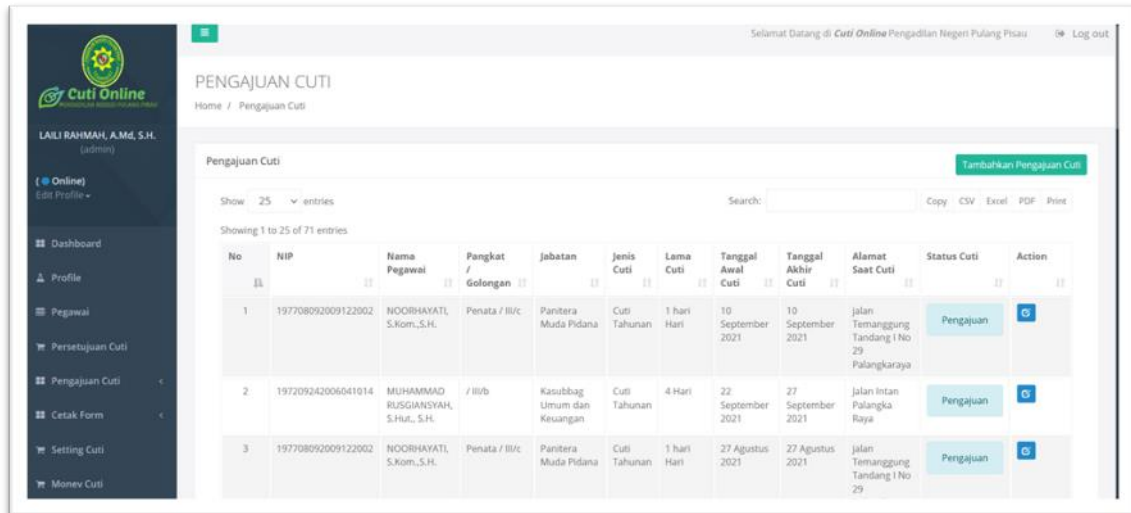 Selamat Datang di Cuti Online Pengadilan Negeri Pulang Pisau Log out
Cuti Online
PENGAJUAN CUTI
Home / Pengajuan Cuti
LAILI RAHMAH, A.Md, S.H.
(admin)
( Online)
Edit Profile
Dashboard
Profile
Pegawai
Persetujuan Cuti
Pengajuan Cuti
Cetak Form
Setting Cuti
Monev Cuti
Pengajuan Cuti
Tambahkan Pengajuan Cuti
Show 25 entries
Search:
Copy CSV Excel PDF Print
Showing 1 to 25 of 71 entries
No
NIP
Nama
Pegawai
Pangkat
/
Golongan
Jabatan
Jenis
Cuti
Lama
Cuti
Tanggal
Awal
Cuti
Tanggal
Akhir
Cuti
Alamat
Saat Cuti
Status Cuti
Action
1
197708092009122002
NOORHAYATI,
S.Kom.,S.H.
Penata / III/c
Panitera
Muda Pidana
Cuti
Tahunan
1 hari
Hari
10
September
2021
10
September
2021
Jalan
Temanggung
Tandang I No
29
Palangkaraya
Pengajuan
2
197209242006041014
MUHAMMAD
RUSGIANSYAH,
S.Hut., S.H.
/ III/b
Kasubbag
Umum dan
Keuangan
Cuti
Tahunan
4 Hari
22
September
2021
27
September
2021
Jalan Intan
Palangka
Raya
Pengajuan
3
197708092009122002
NOORHAYATI,
S.Kom.,S.H.
Penata / III/c
Panitera
Muda Pidana
Cuti
Tahunan
1 hari
Hari
27 Agustus
2021
27 Agustus
2021
jalan
Temanggung
Tandang I No
29
Pengajuan